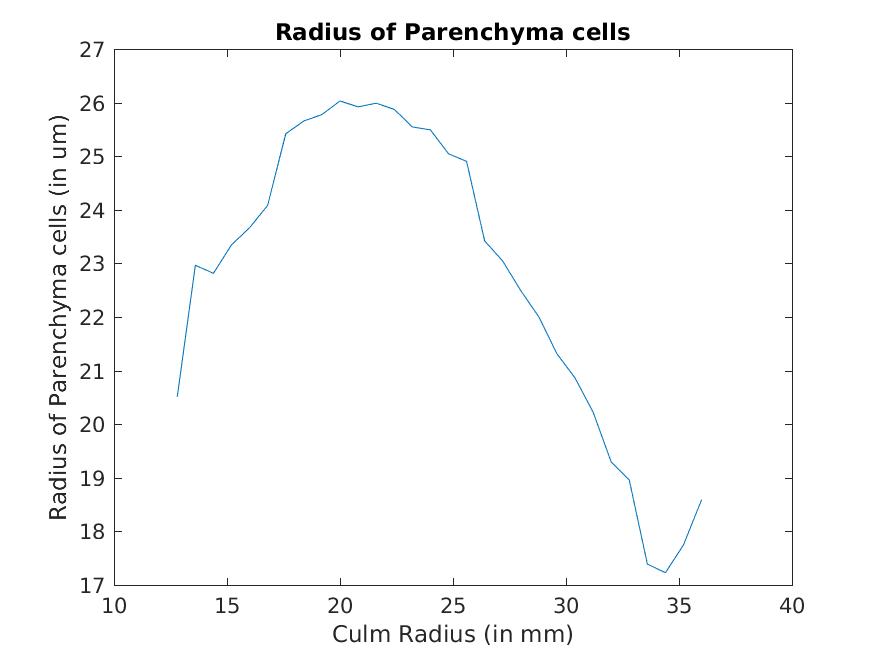 Radius of Parenchyma cells
27
26
25
24
23
22
21
20
19
18
17
Radius of Parenchyma cells (in um)
10 15 20 25 30 35 40
Culm Radius (in mm)